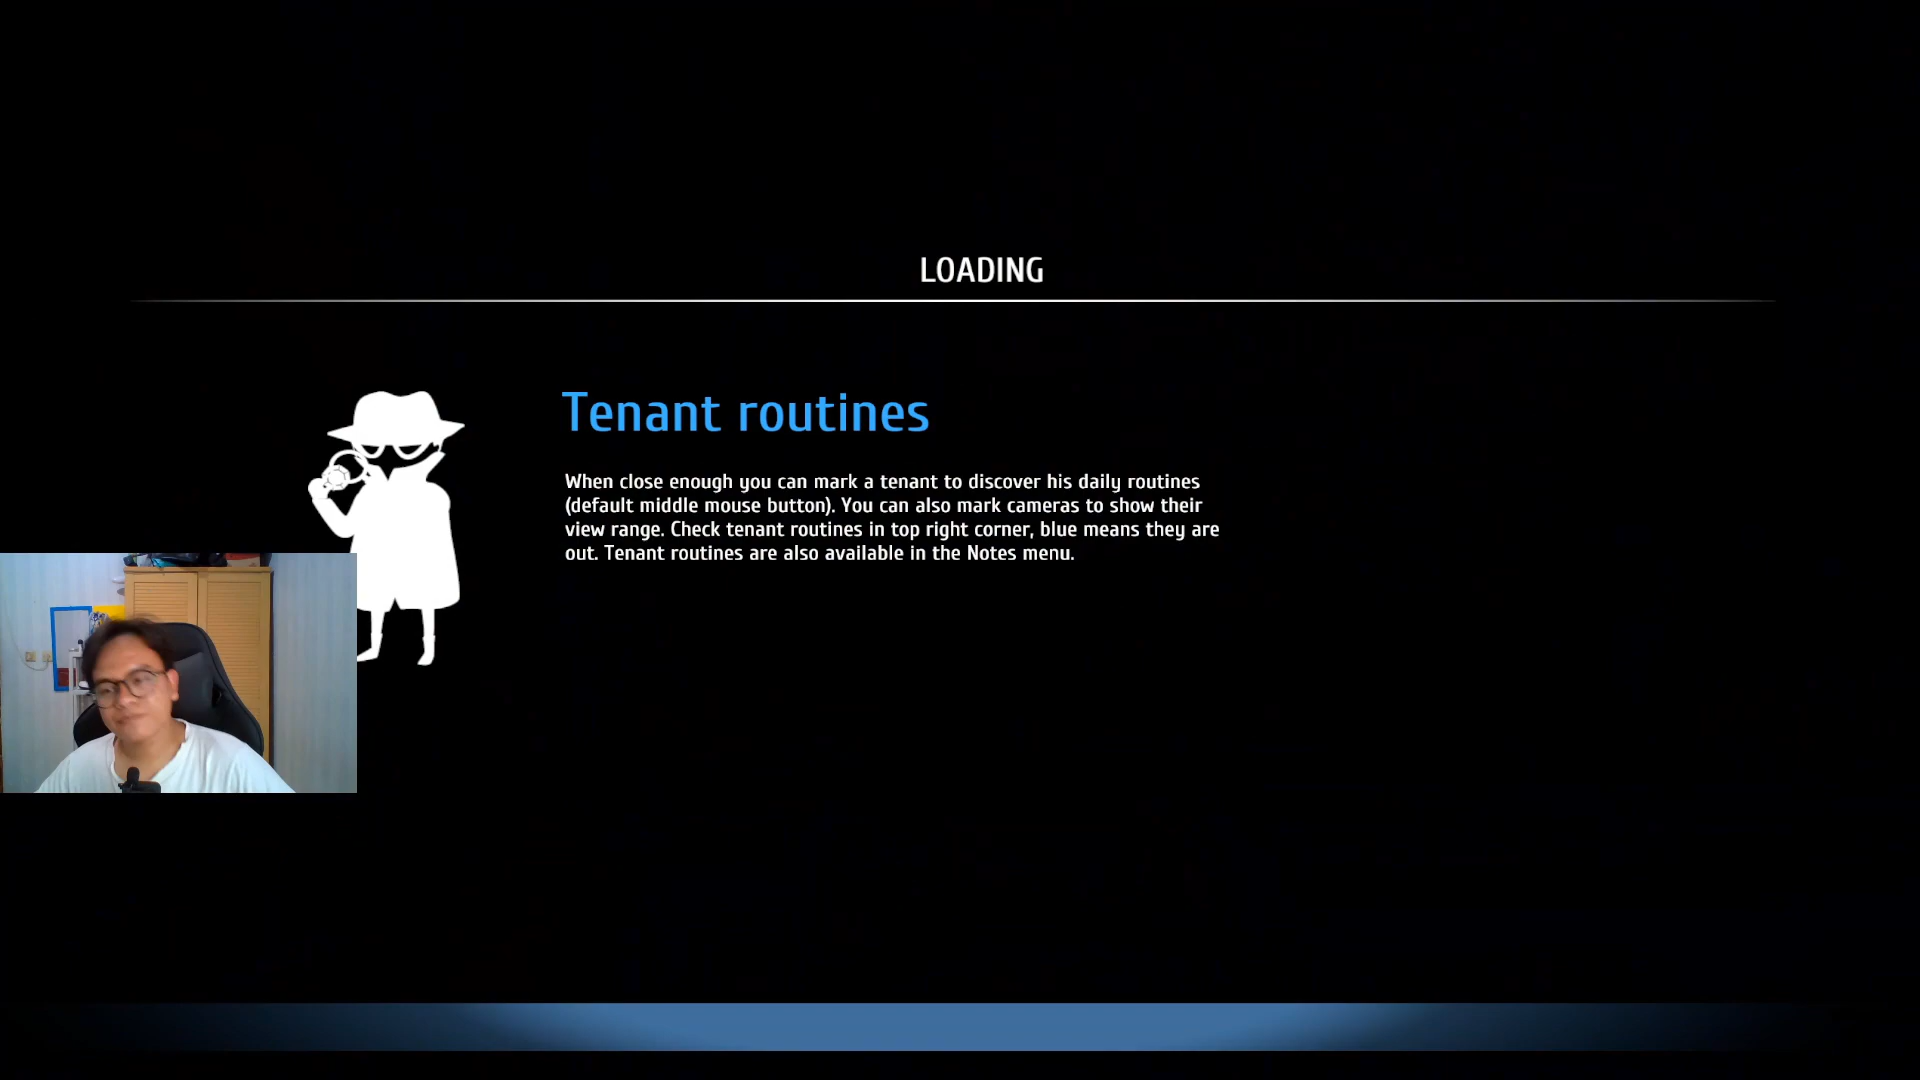 LOADING
Tenant routines
When close enough you can mark a tenant to discover his daily routines
(default middle mouse button). You can also mark cameras to show their
view range. Check tenant routines in top right corner, blue means they are
out. Tenant routines are also available in the Notes menu.